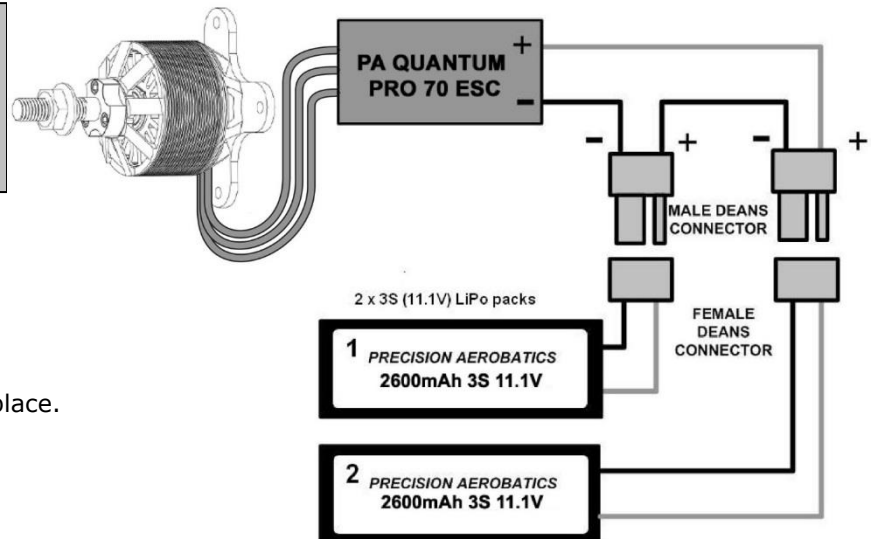 PA QUANTUM
PRO 70 ESC
+
-
-
+
-
+
MALE DEANS
CONNECTOR
2 x 3S (11.1V) LiPo packs
FEMALE
DEANS
CONNECTOR
1
PRECISION AEROBATICS
2600mAh 3S 11.1V
place.
2
PRECISION AEROBATICS
2600mAh 3S 11.1V